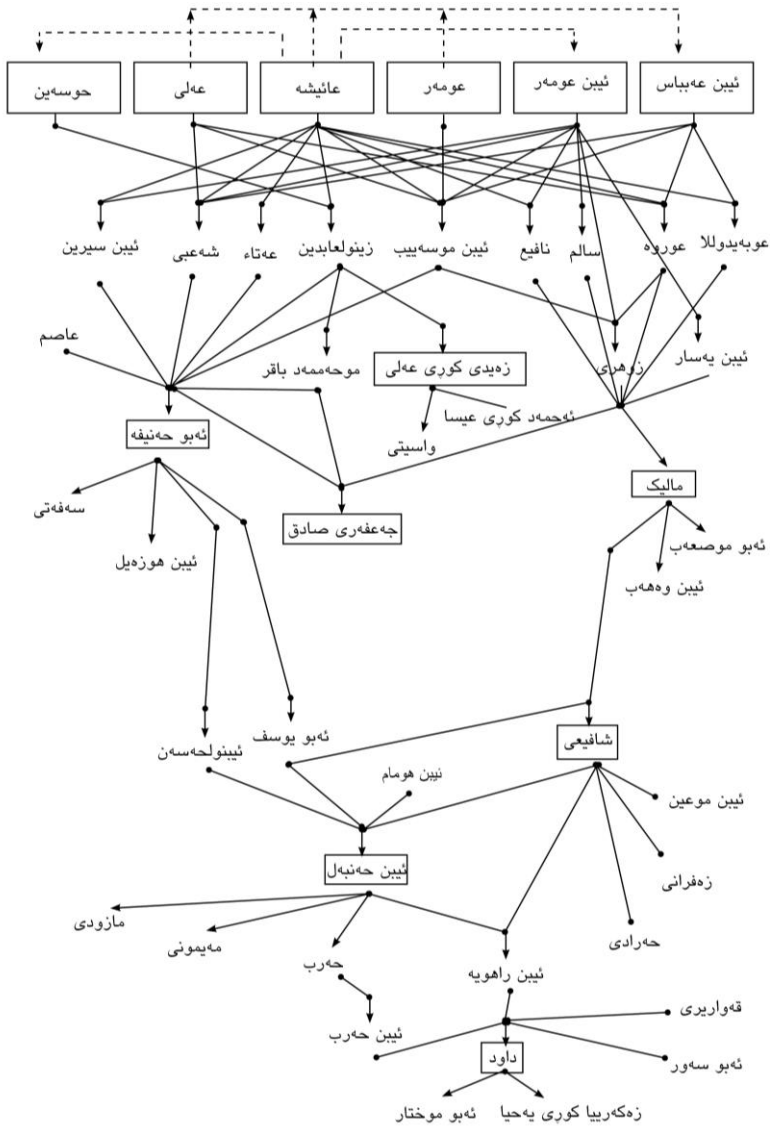 ئیبن عەبباس
ئیبن عومەر
عومەر
عائیشە
عەلی
حوسەین
عوبەیدوللا
عوروە
سالم
نافیع
ئیبن موسەییب
زینولعابدین
عەتاء
شەعبی
ئیبن سیرین
عاصم
ئیبن یەسار
زوهری
زەیدی کوڕی عەلی
موحەممەد باقر
ئەحمەد کوڕی عیسا
واسیتی
ئەبو حەنیفە
مالیک
جەعفەری صادق
سەفەتی
ئیبن هوزەیل
ئەبو موصعەب
ئیبن وەهەب
شافیعی
ئەبو یوسف
ئیبنولحەسەن
ئیبن هومام
ئیبن موعین
ئیبن حەنبەل
زەفرانی
مازودی
مەیمونی
حەرادی
حەرب
ئیبن راهویە
قەواریری
ئیبن حەرب
داود
ئەبو سەور
زەکەرییا کوڕی یەحیا
ئەبو موختار